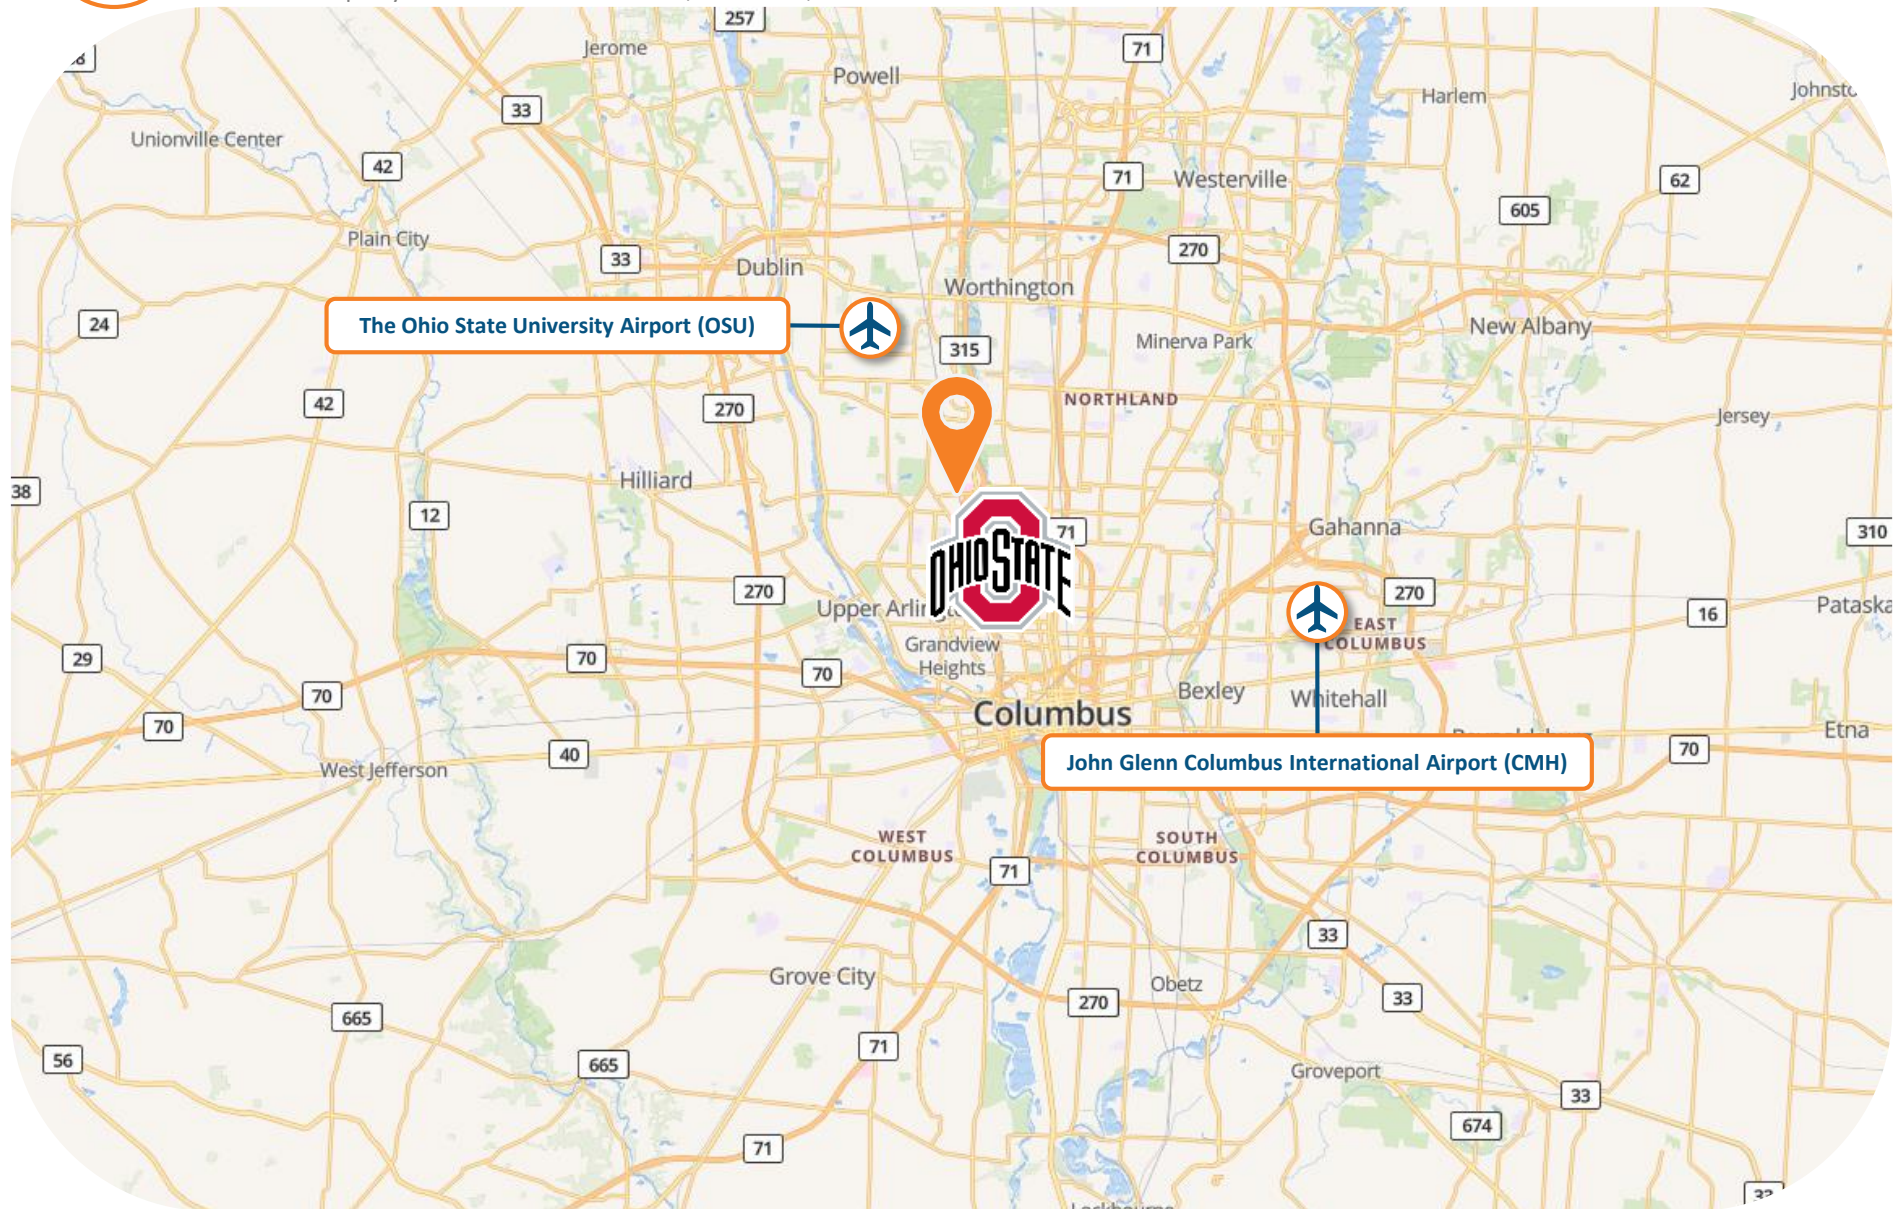 257
Jerome
71
Powell
33
Harlem
Unionville Center
42
71
Westerville
62
605
Plain City
33
Dublin
270
Worthington
24
The Ohio State University Airport (OSU)
315
Minerva Park
New Albany
42
270
NORTHLAND
Jersey
Hilliard
38
12
71
Gahanna
310
OHIO STATE
270
270
16
Grandview
Heights
EAST
COLUMBUS
29
70
70
70
70
Bexley
Whitehall
Columbus
Etna
40
70
West Jefferson
John Glenn Columbus International Airport (CMH)
WEST
COLUMBUS
SOUTH
COLUMBUS
71
33
Grove City
Obetz
270
33
665
71
56
665
Groveport
33
674
71